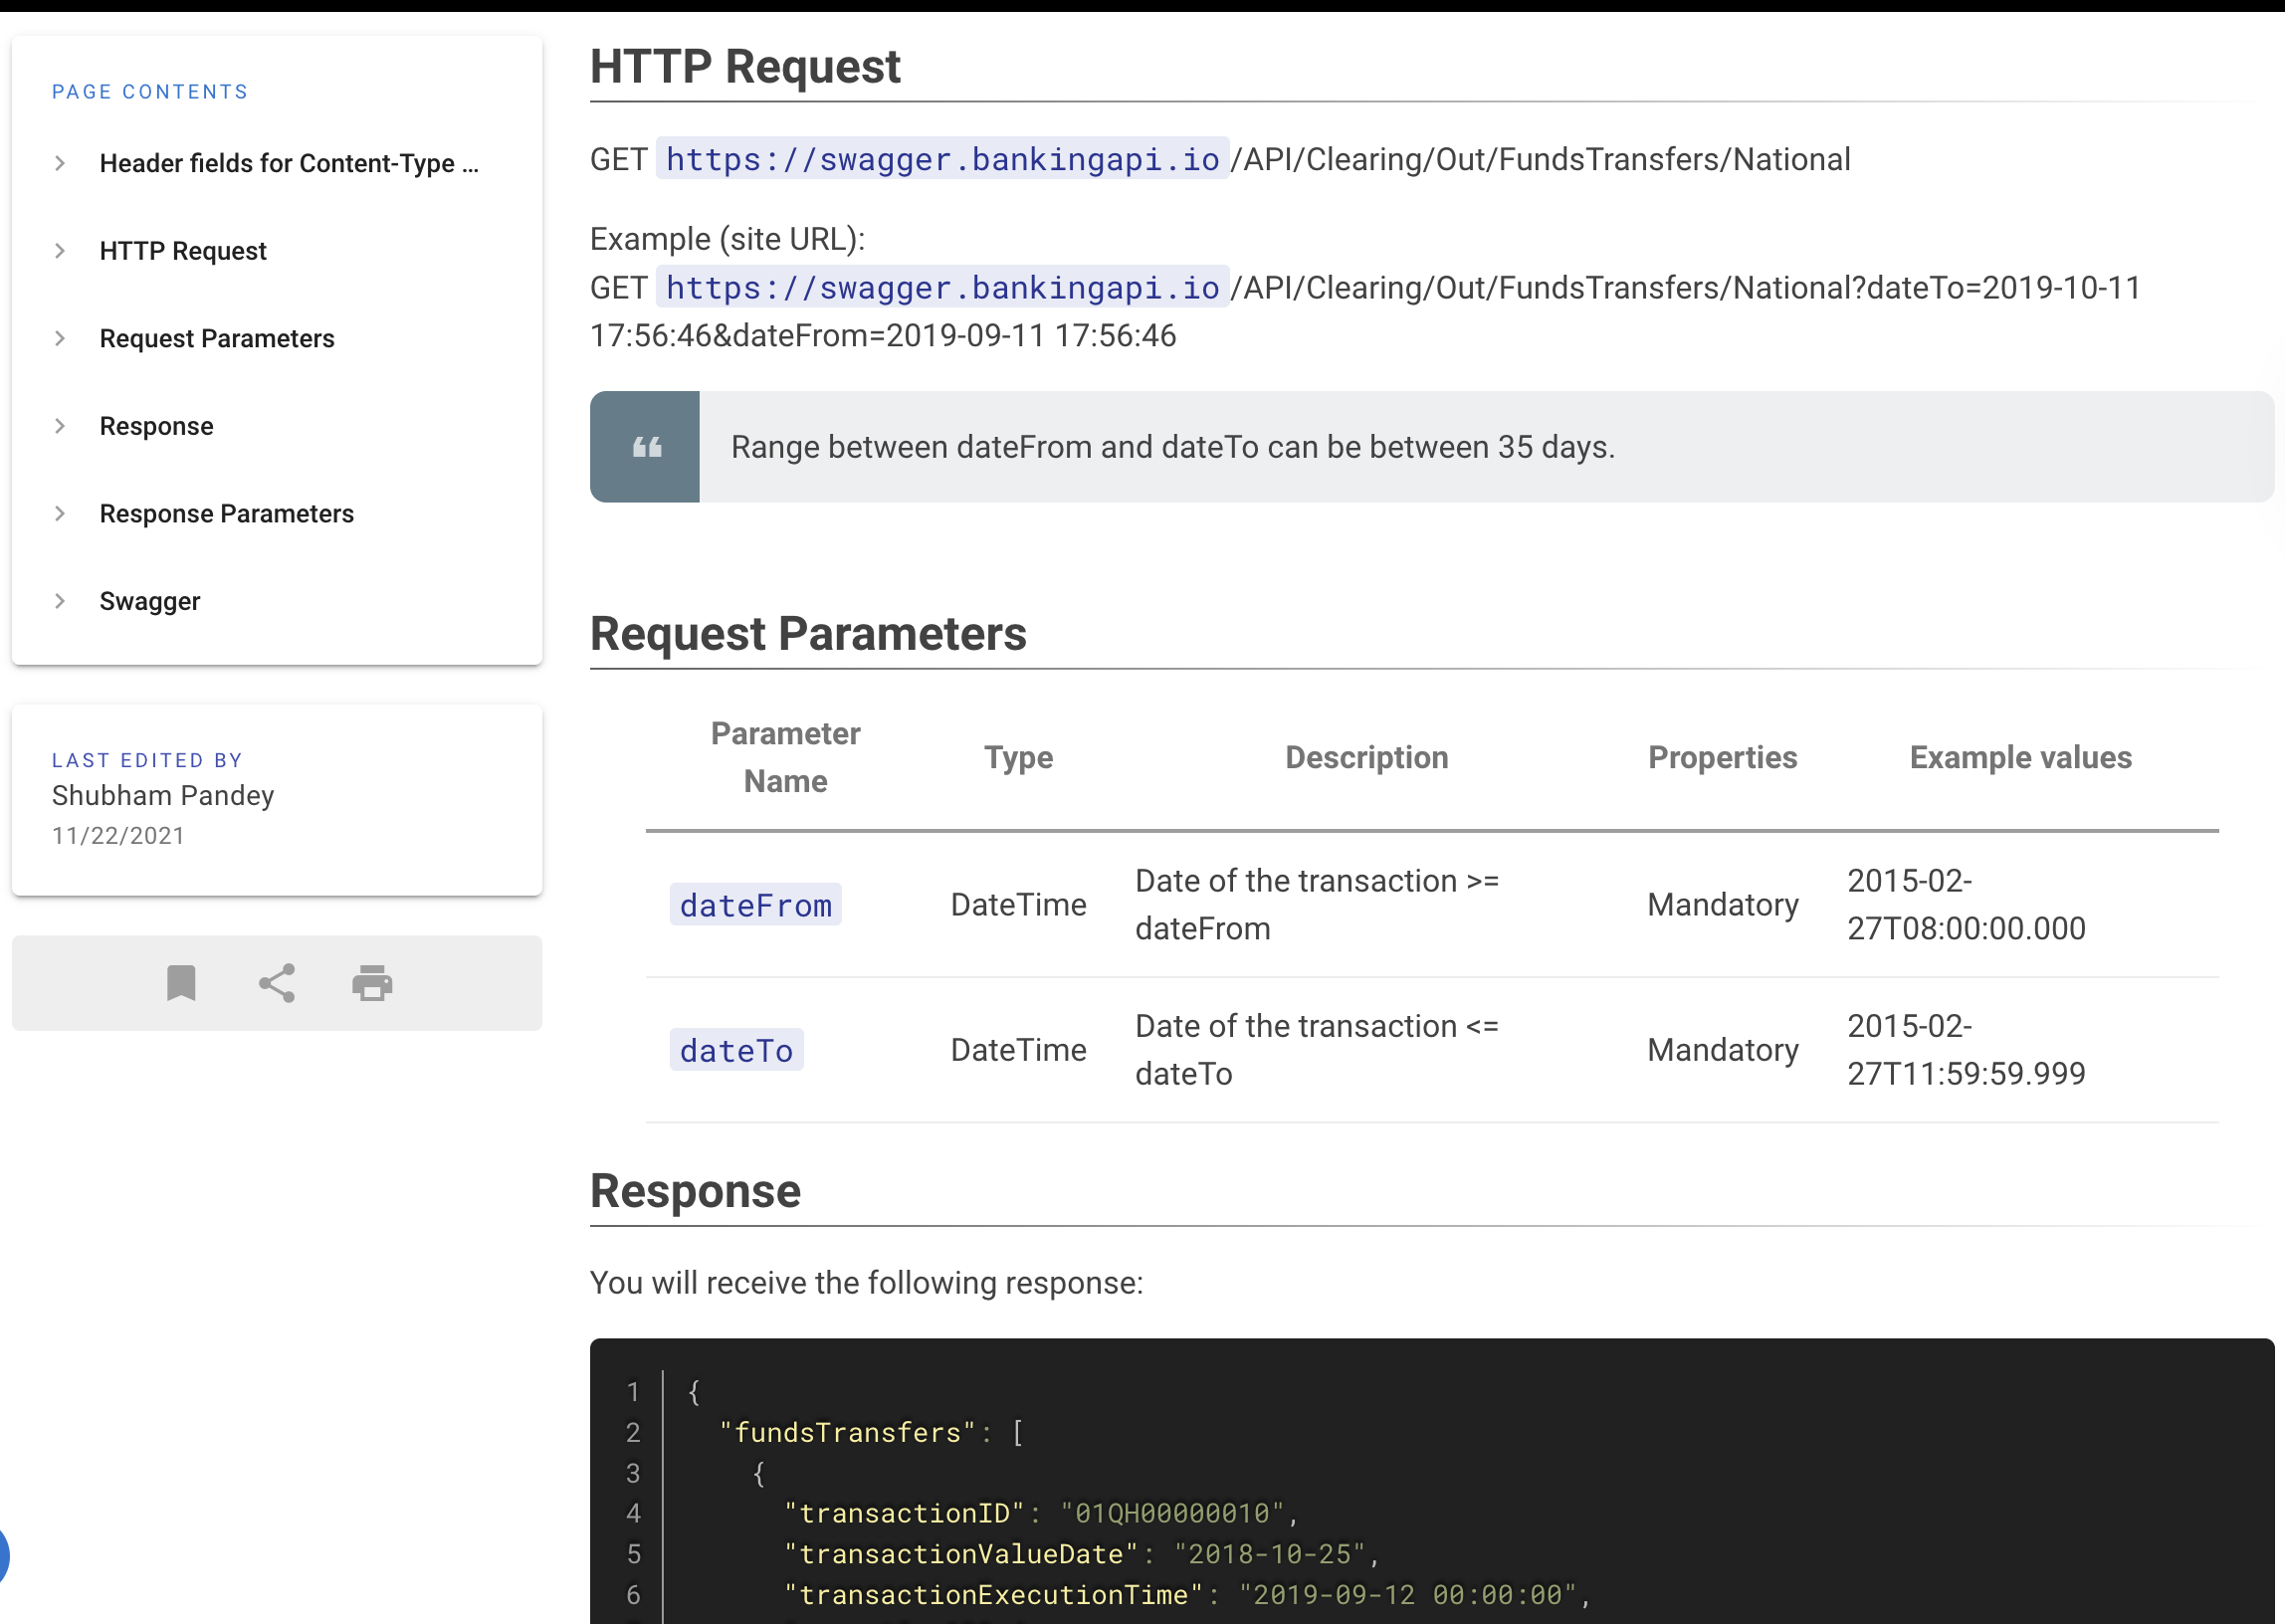 PAGE CONTENTS
Header fields for Content-Type ...
HTTP Request
Request Parameters
Response
Response Parameters
Swagger
LAST EDITED BY
Shubham Pandey
11/22/2021
HTTP Request
GET https://swagger.bankingapi.io/API/Clearing/Out/FundsTransfers/National
Example (site URL):
GET https://swagger.bankingapi.io/API/Clearing/Out/FundsTransfers/National?dateTo=2019-10-11
17:56:46&dateFrom=2019-09-11 17:56:46
Range between dateFrom and dateTo can be between 35 days.
Request Parameters
Parameter
Name
Type
Description
Properties
Example values
dateFrom
DateTime
Date of the transaction >=
dateFrom
Mandatory
2015-02-
27T08:00:00.000
dateTo
DateTime
Date of the transaction <=
dateTo
Mandatory
2015-02-
27T11:59:59.999
Response
You will receive the following response:
1 {
2 "fundsTransfers": [
3 {
4 "transactionID": "01QH00000010",
5 "transactionValueDate": "2018-10-25",
6 "transactionExecutionTime": "2019-09-12 00:00:00",